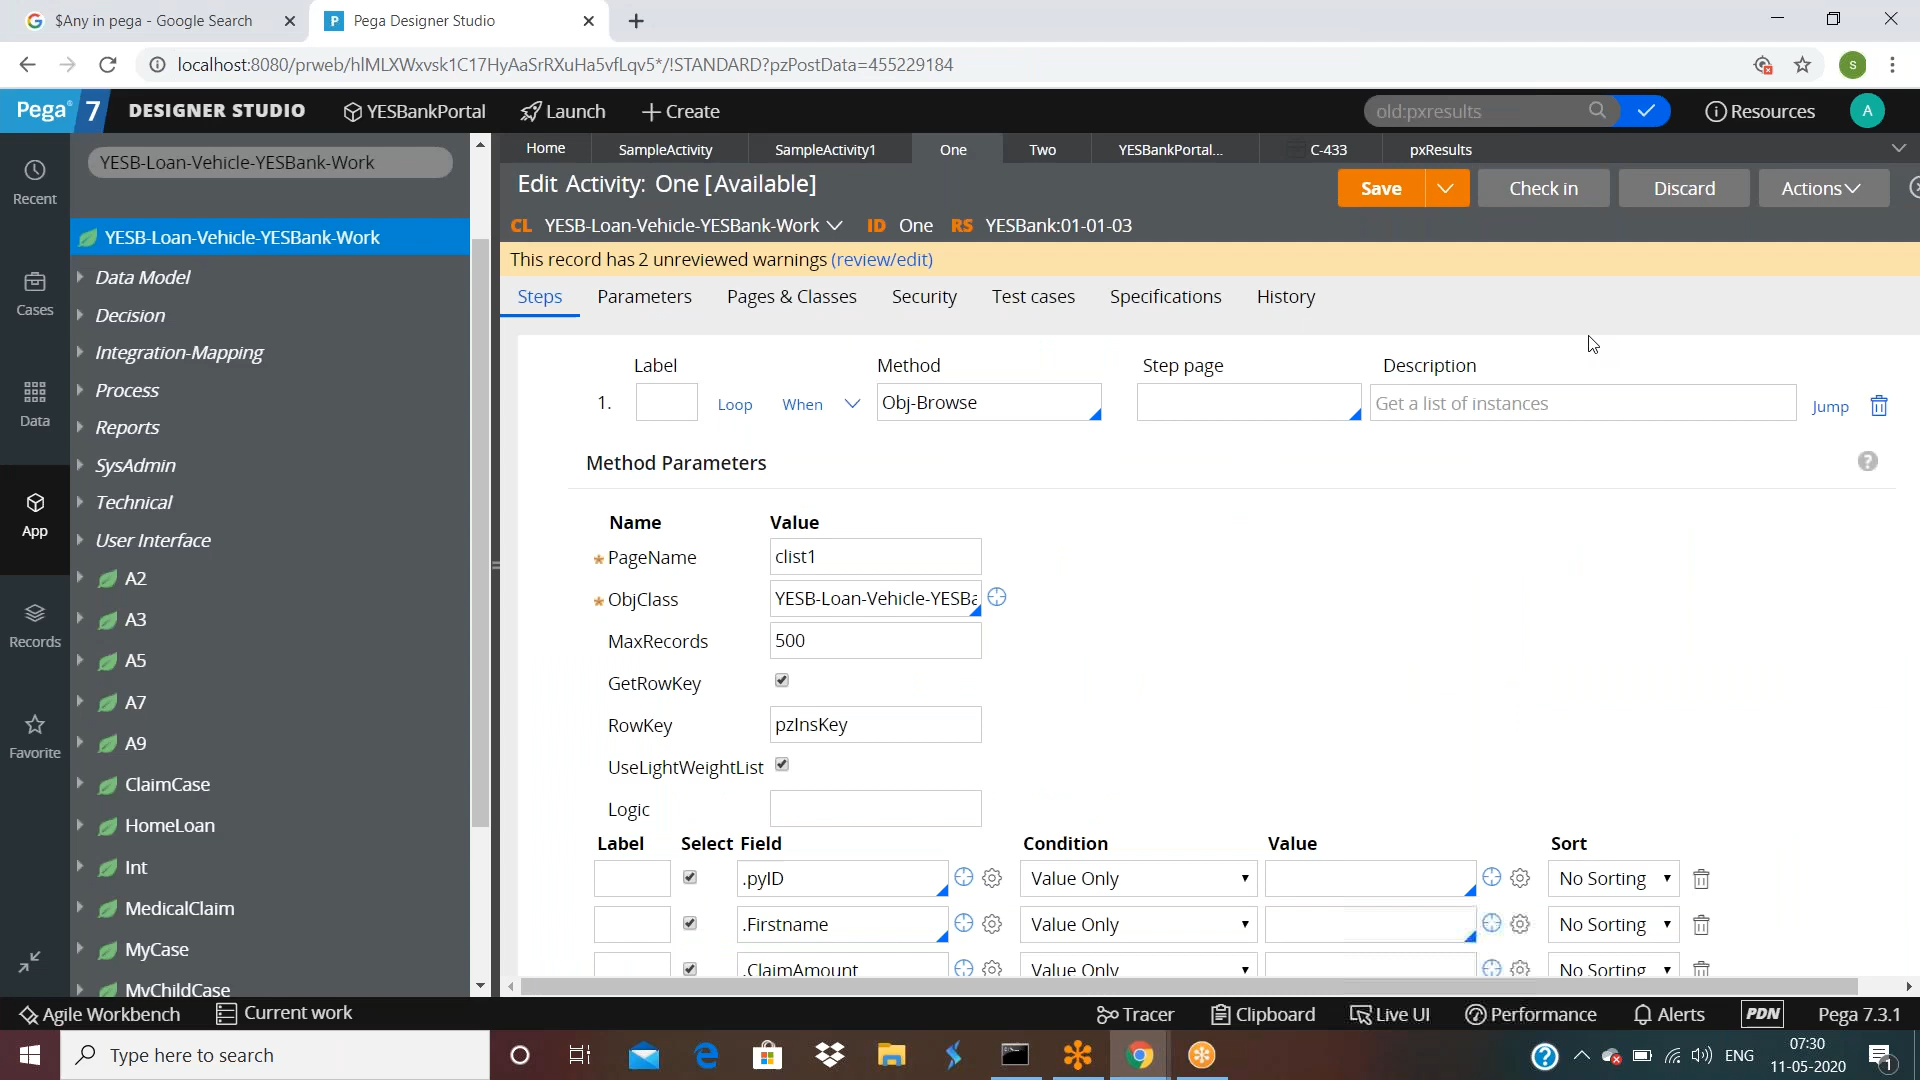 $Any in pega - Google Search
Pega Designer Studio
localhost:8080/prweb/hlMLXWxvsk1C17HyAaSrRXuHa5vfLqv5*/!STANDARD?pzPostData=455229184
s
Pega 7
DESIGNER STUDIO
YESBankPortal
Launch
Create
old:pxresults
Resources
A
YESB-Loan-Vehicle-YESBank-Work
Home
SampleActivity
SampleActivity1
One
Two
YESBankPortal...
C-433
pxResults
Edit Activity: One [Available]
Save
Check in
Discard
Actions
CL YESB-Loan-Vehicle-YESBank-Work ID One RS YESBank:01-01-03
This record has 2 unreviewed warnings (review/edit)
Steps
Parameters
Pages & Classes
Security
Test cases
Specifications
History
Recent
Cases
Data
App
Records
Favorite
YESB-Loan-Vehicle-YESBank-Work
Data Model
Decision
Integration-Mapping
Process
Reports
SysAdmin
Technical
User Interface
A2
A3
A5
A7
A9
ClaimCase
HomeLoan
Int
MedicalClaim
MyCase
MyChildCase
Label Method Step page Description
1. Loop When Obj-Browse Get a list of instances Jump
Method Parameters
?
Name Value
* PageName clist1
* ObjClass YESB-Loan-Vehicle-YESBa
MaxRecords 500
GetRowKey
RowKey pzInsKey
UseLightWeightList
Logic
Label Select Field Condition Value Sort
.pyID Value Only No Sorting
.Firstname Value Only No Sorting
.ClaimAmount Value Only No Sorting
Agile Workbench
Current work
Tracer
Clipboard
Live UI
Performance
Alerts
PDN
Pega 7.3.1
Type here to search
ENG
07:30
11-05-2020
1